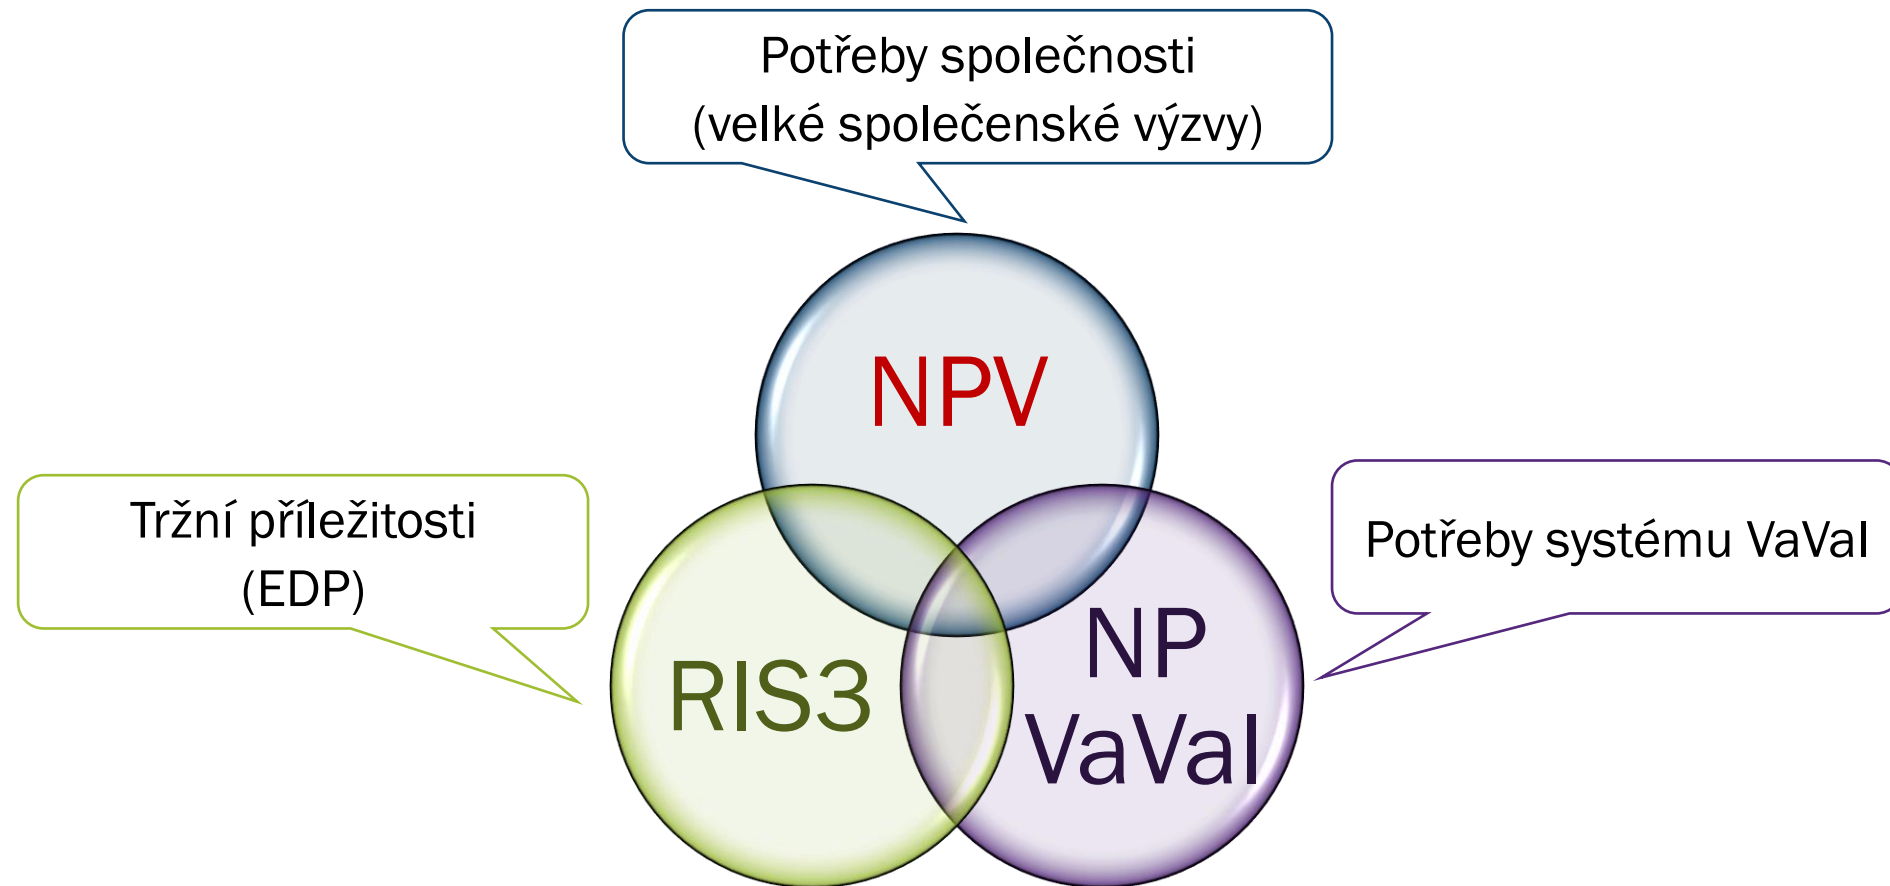 Potřeby společnosti
(velké společenské výzvy)
NPV
Tržní příležitosti
(EDP)
Potřeby systému VaVaI
RIS3
NP
VaVaI